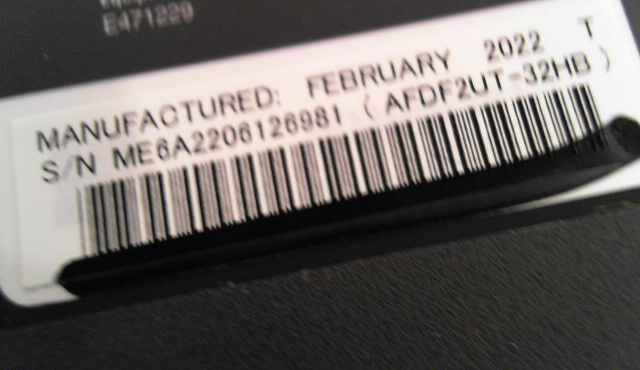 E471229
MANUFACTURED: FEBRUARY 2022 T
S/N ME6A2206126981 (AFDF2UT-32HB)